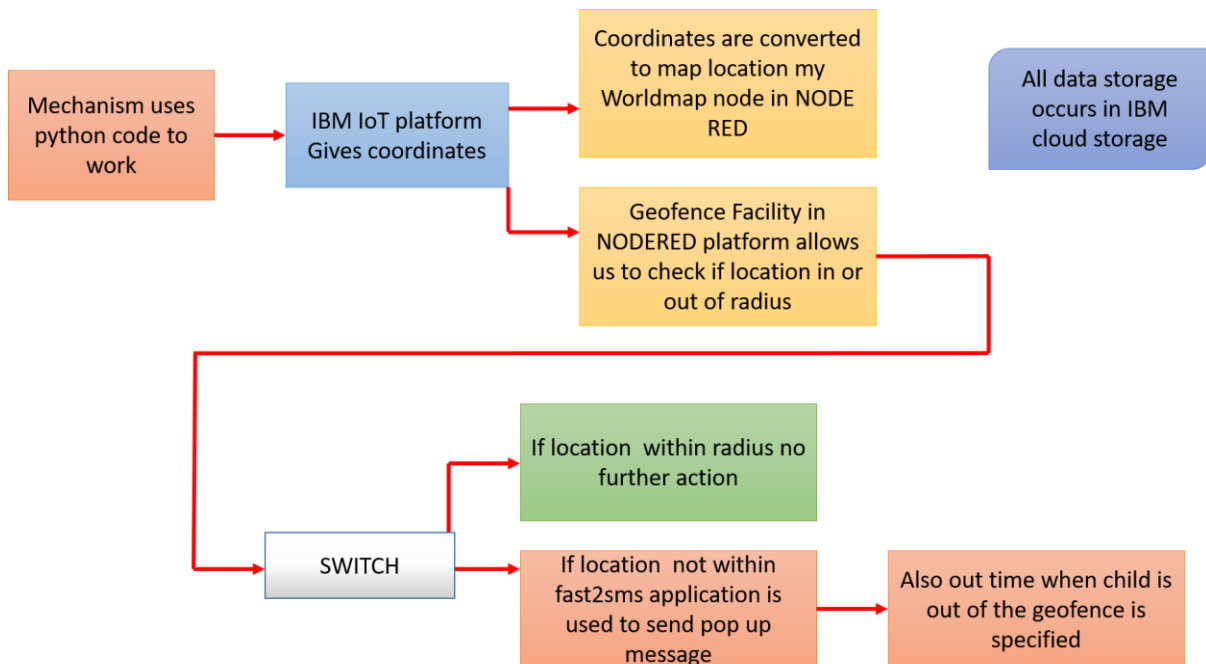 Mechanism uses
python code to
work
IBM IoT platform
Gives coordinates
Coordinates are converted
to map location my
Worldmap node in NODE
RED
All data storage
occurs in IBM
cloud storage
Geofence Facility in
NODERED platform allows
us to check if location in or
out of radius
If location  within radius no
further action
SWITCH
If location  not within
fast2sms application is
used to send pop up
message
Also out time when child is
out of the geofence is
specified